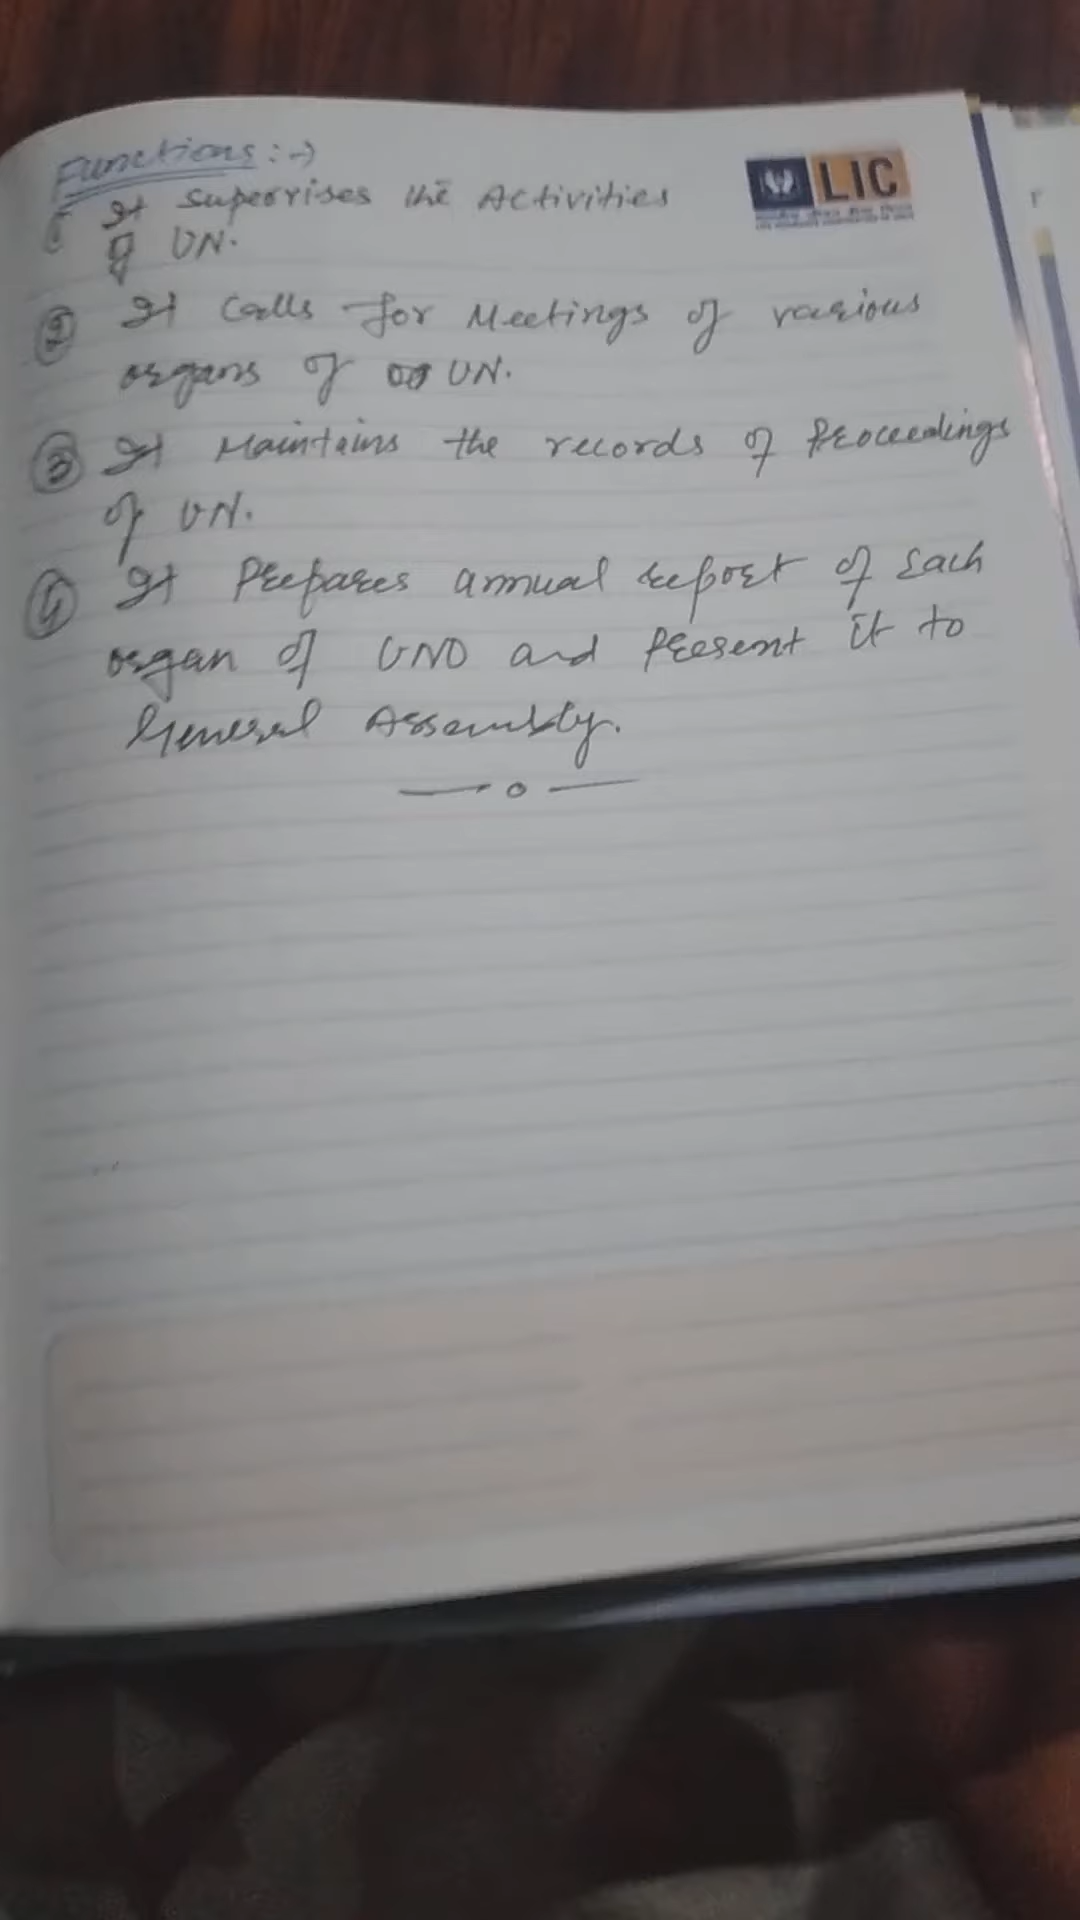 Functions :→
It supervises the Activities
of UN.
② It calls for Meetings of various
organs of UN.
③ It Maintains the records of Proceedings
of UN.
④ It Prepares annual report of Each
organ of UNO and Present it to
General Assembly.
— o —
LIC